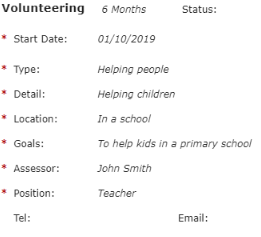 Volunteering 6 Months Status:
* Start Date: 01/10/2019
* Type: Helping people
* Detail: Helping children
* Location: In a school
* Goals: To help kids in a primary school
* Assessor: John Smith
* Position: Teacher
Tel: Email: